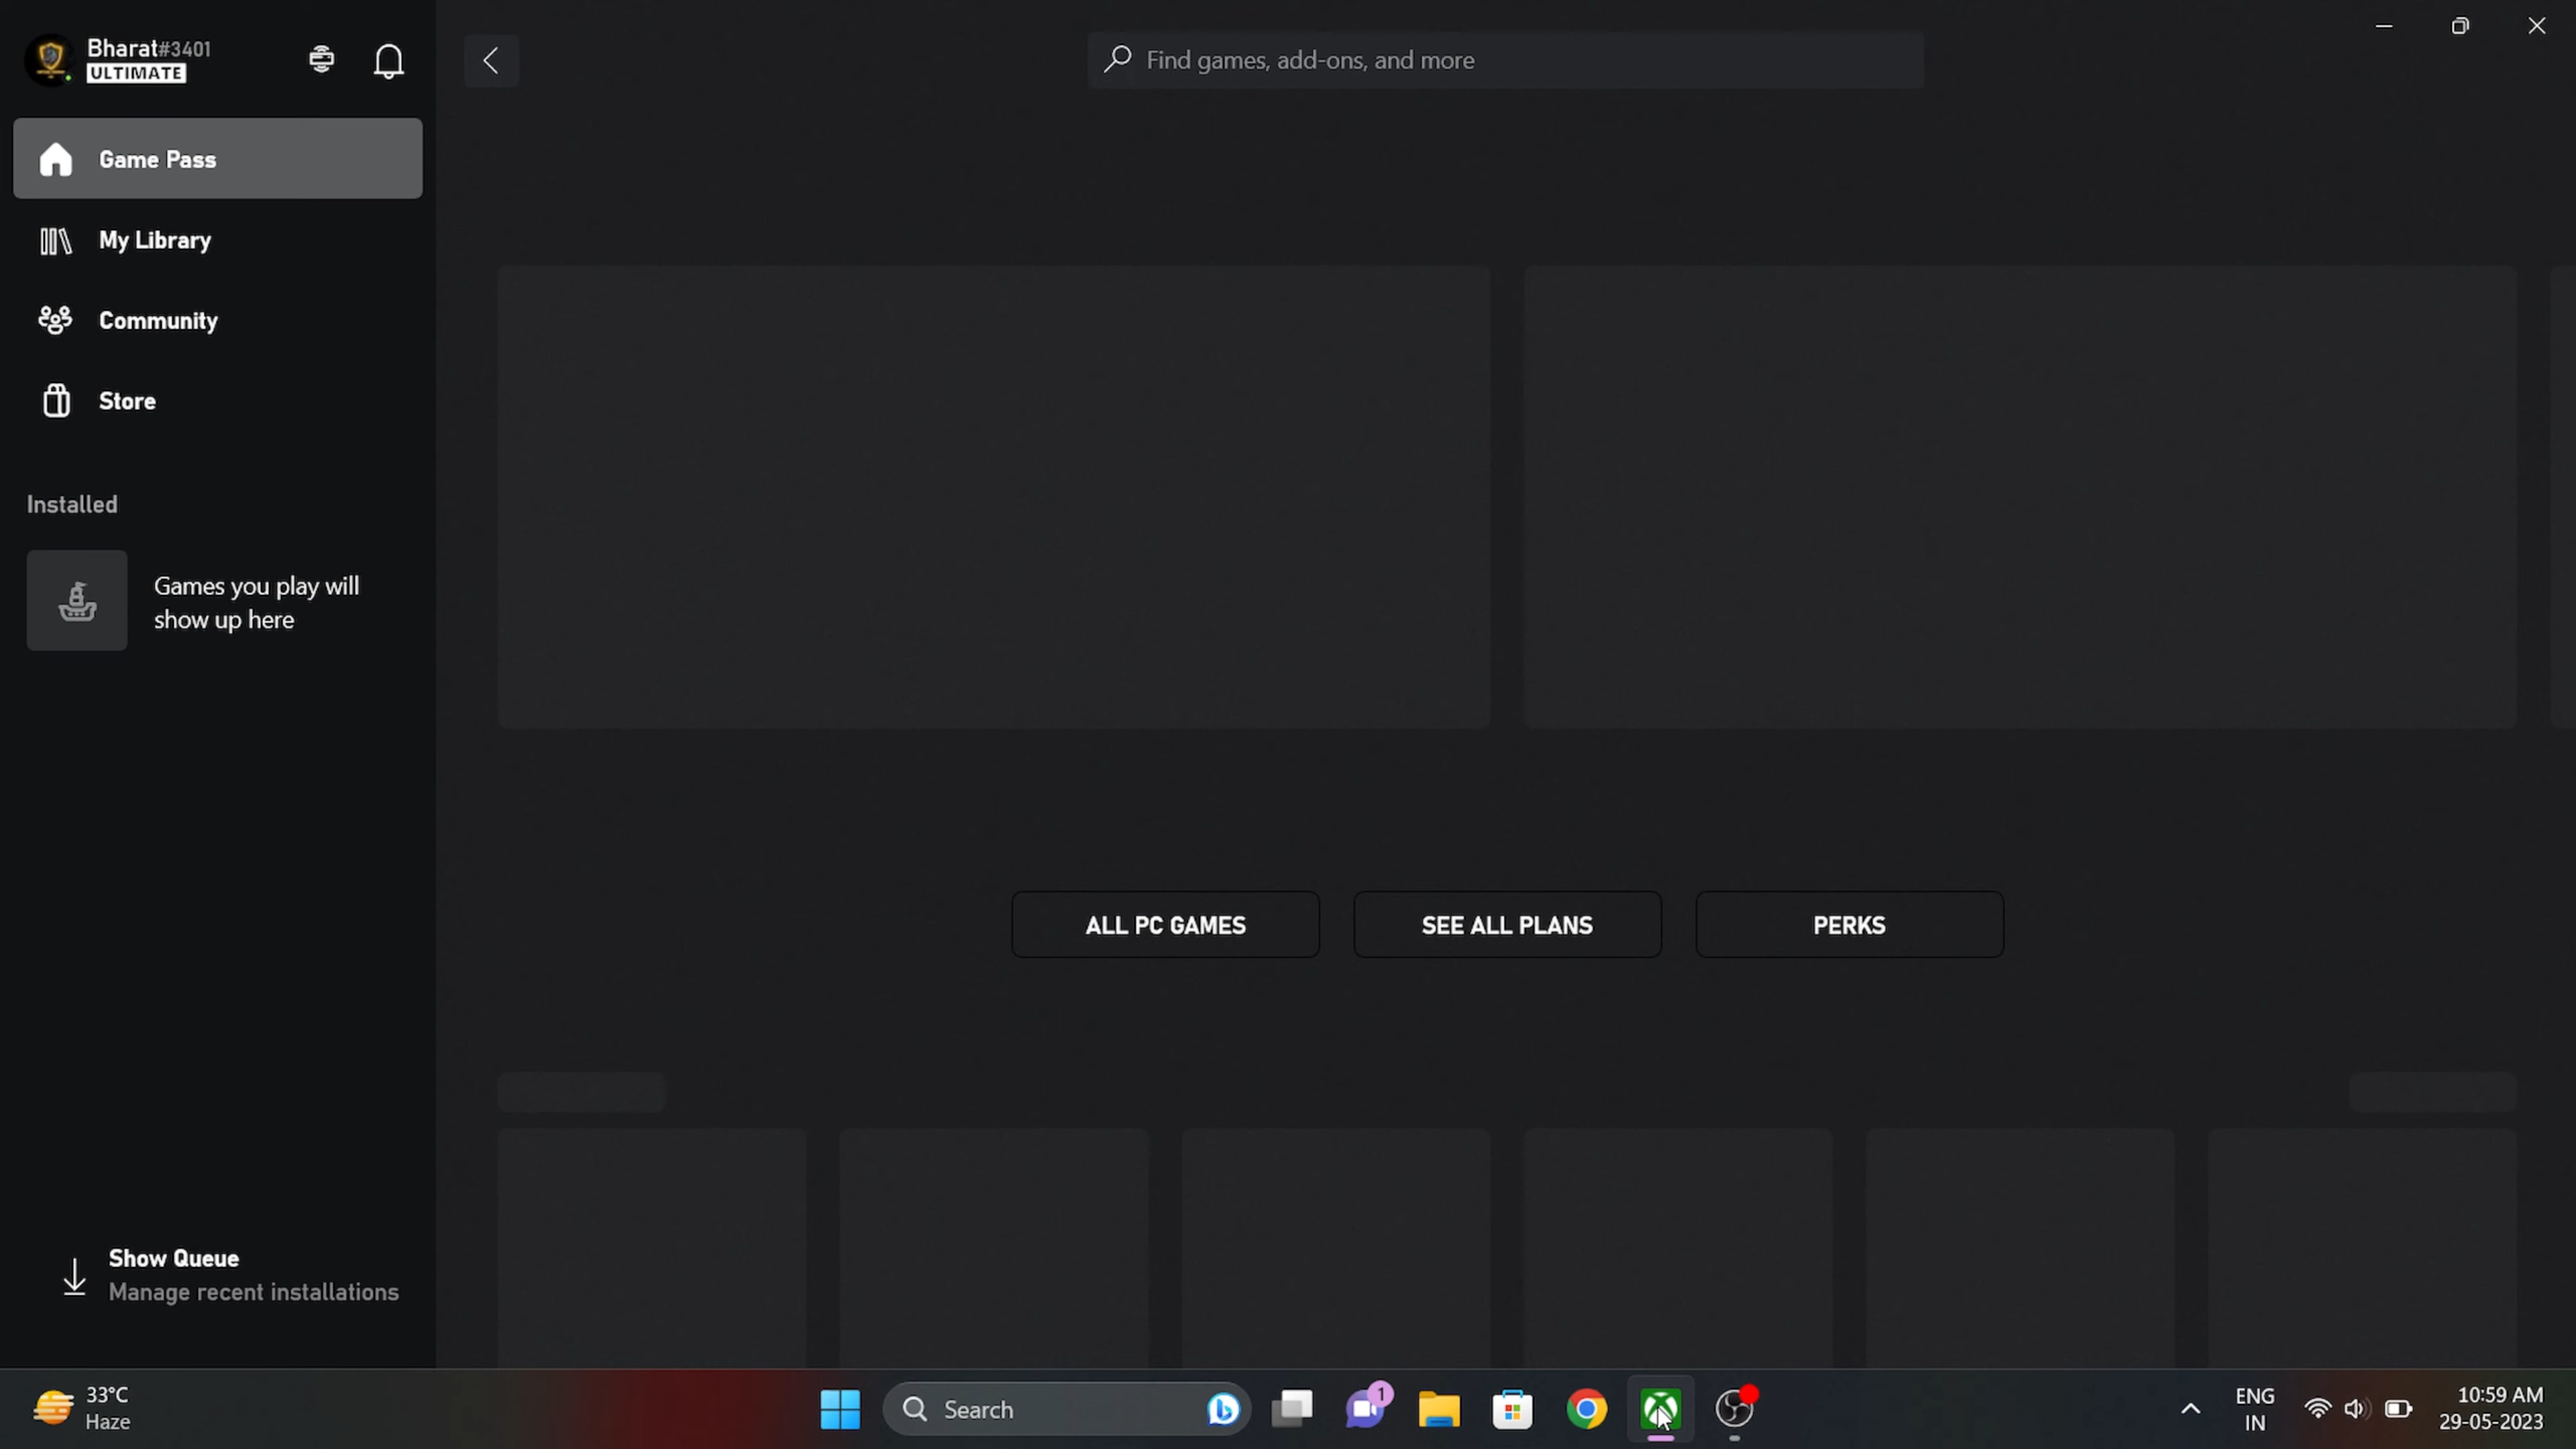 Bharat#3401
ULTIMATE
Find games, add-ons, and more
Game Pass
My Library
Community
Store
Installed
Games you play will
show up here
ALL PC GAMES
SEE ALL PLANS
PERKS
Show Queue
Manage recent installations
33°C
Haze
Search
1
ENG
IN
10:59 AM
29-05-2023